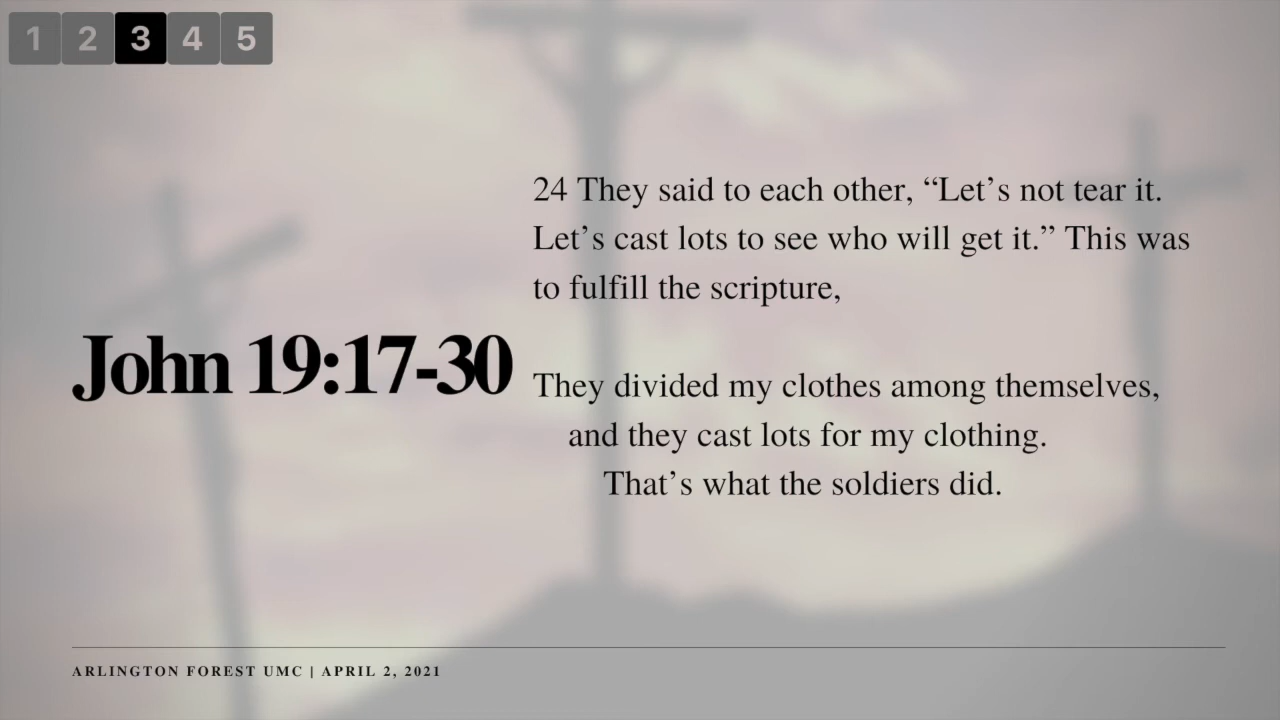 1 2 3 4 5
24 They said to each other, “Let’s not tear it.
Let’s cast lots to see who will get it.” This was
to fulfill the scripture,
John 19:17-30
They divided my clothes among themselves,
and they cast lots for my clothing.
That’s what the soldiers did.
ARLINGTON FOREST UMC | APRIL 2, 2021